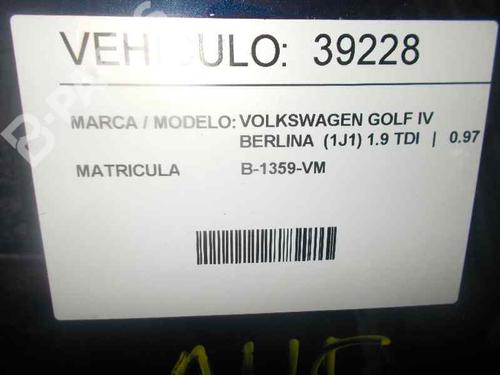 VEHICULO: 39228
MARCA / MODELO: VOLKSWAGEN GOLF IV
BERLINA (1J1) 1.9 TDI | 0.97
MATRICULA B-1359-VM